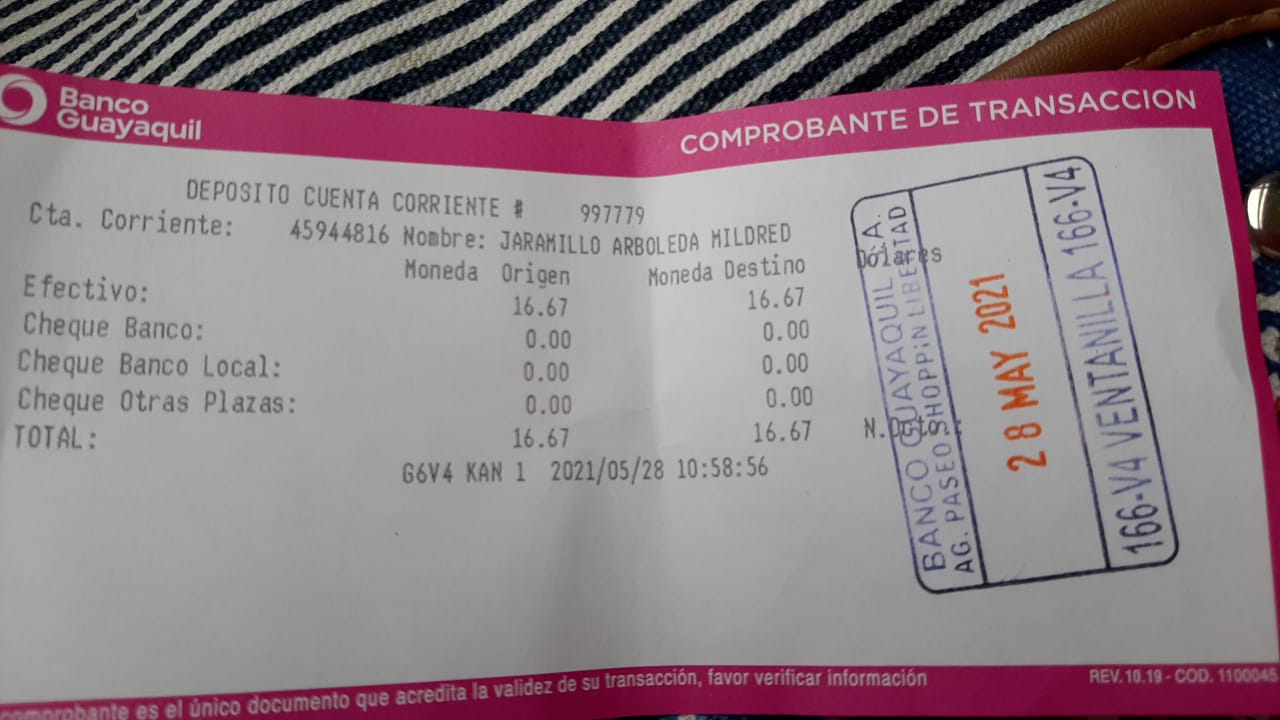 Banco
Guayaquil
COMPROBANTE DE TRANSACCION
DEPOSITO CUENTA CORRIENTE # 997779
Cta. Corriente: 45944816 Nombre: JARAMILLO ARBOLEDA MILDRED
Moneda Origen Moneda Destino Dólares
Efectivo: 16.67 16.67
Cheque Banco: 0.00 0.00
Cheque Banco Local: 0.00 0.00
Cheque Otras Plazas: 0.00 0.00
TOTAL: 16.67 16.67 N.Dcts.:
G6V4 KAN 1 2021/05/28 10:58:56
BANCO GUAYAQUIL S.A.
AG. PASEO SHOPPiN LIBERTAD
28 MAY 2021
166-V4 VENTANILLA 166-V4
comprobante es el único documento que acredita la validez de su transacción, favor verificar información
REV. 10.19 - COD. 1100045